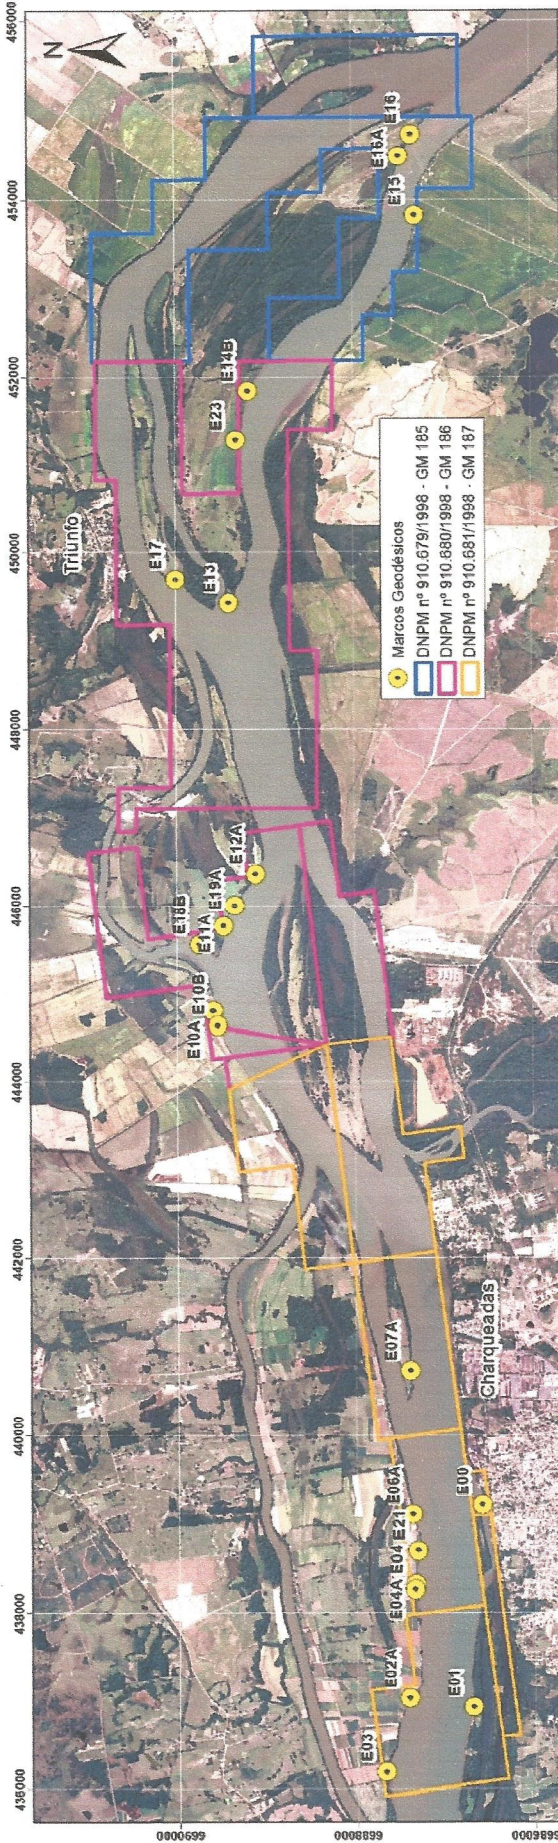 436000
438000
440000
442000
444000
446000
448000
450000
452000
454000
456000
N
6690000
6688000
6686000
Triunfo
Charqueadas
E03
E02A
E01
E04A
E04
E21
E06A
E00
E07A
E10A
E10B
E18B
E11A
E19A
E12A
E13
E17
E23
E14B
E15
E16A
E16
Marcos Geodésicos
DNPM nº 910.679/1998 - GM 185
DNPM nº 910.680/1998 - GM 186
DNPM nº 910.681/1998 - GM 187